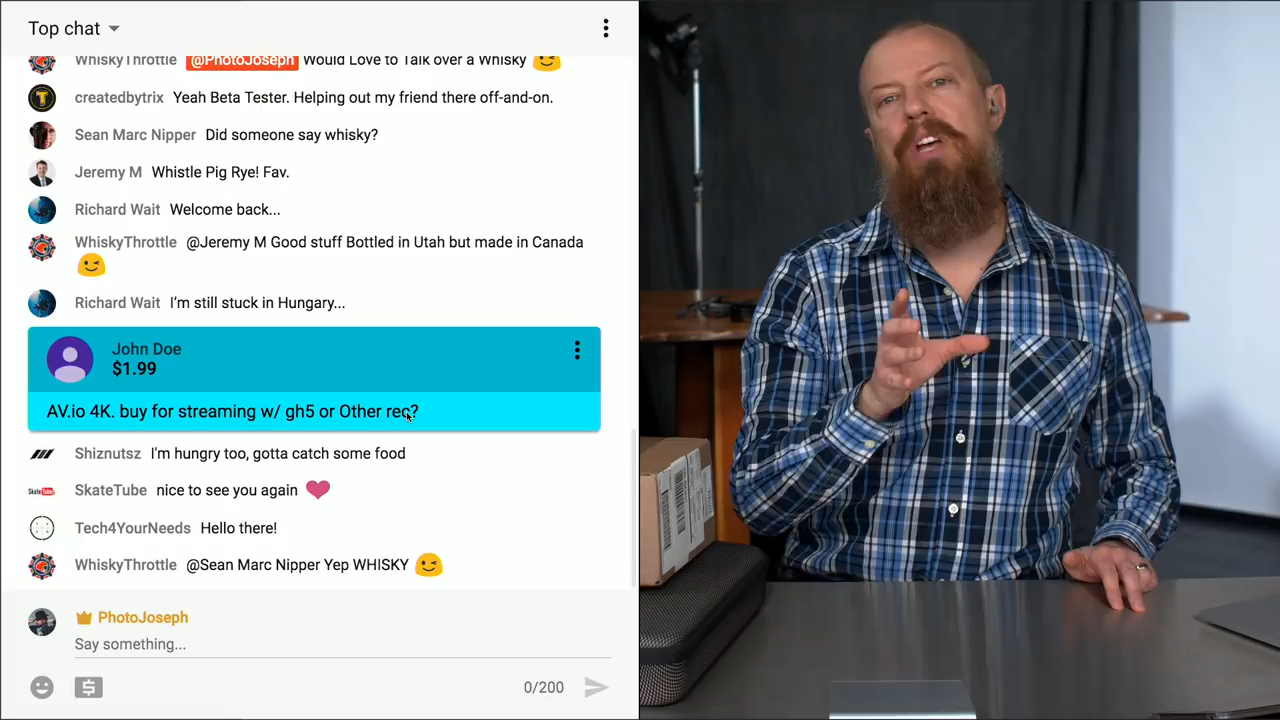 Top chat
WhiskyThrottle @PhotoJoseph Would Love to Talk over a Whisky
createdbytrix Yeah Beta Tester. Helping out my friend there off-and-on.
Sean Marc Nipper Did someone say whisky?
Jeremy M Whistle Pig Rye! Fav.
Richard Wait Welcome back...
WhiskyThrottle @Jeremy M Good stuff Bottled in Utah but made in Canada
Richard Wait I'm still stuck in Hungary...
John Doe
$1.99
AV.io 4K. buy for streaming w/ gh5 or Other rec?
Shiznutsz I'm hungry too, gotta catch some food
SkateTube nice to see you again
Tech4YourNeeds Hello there!
WhiskyThrottle @Sean Marc Nipper Yep WHISKY
PhotoJoseph
Say something...
0/200